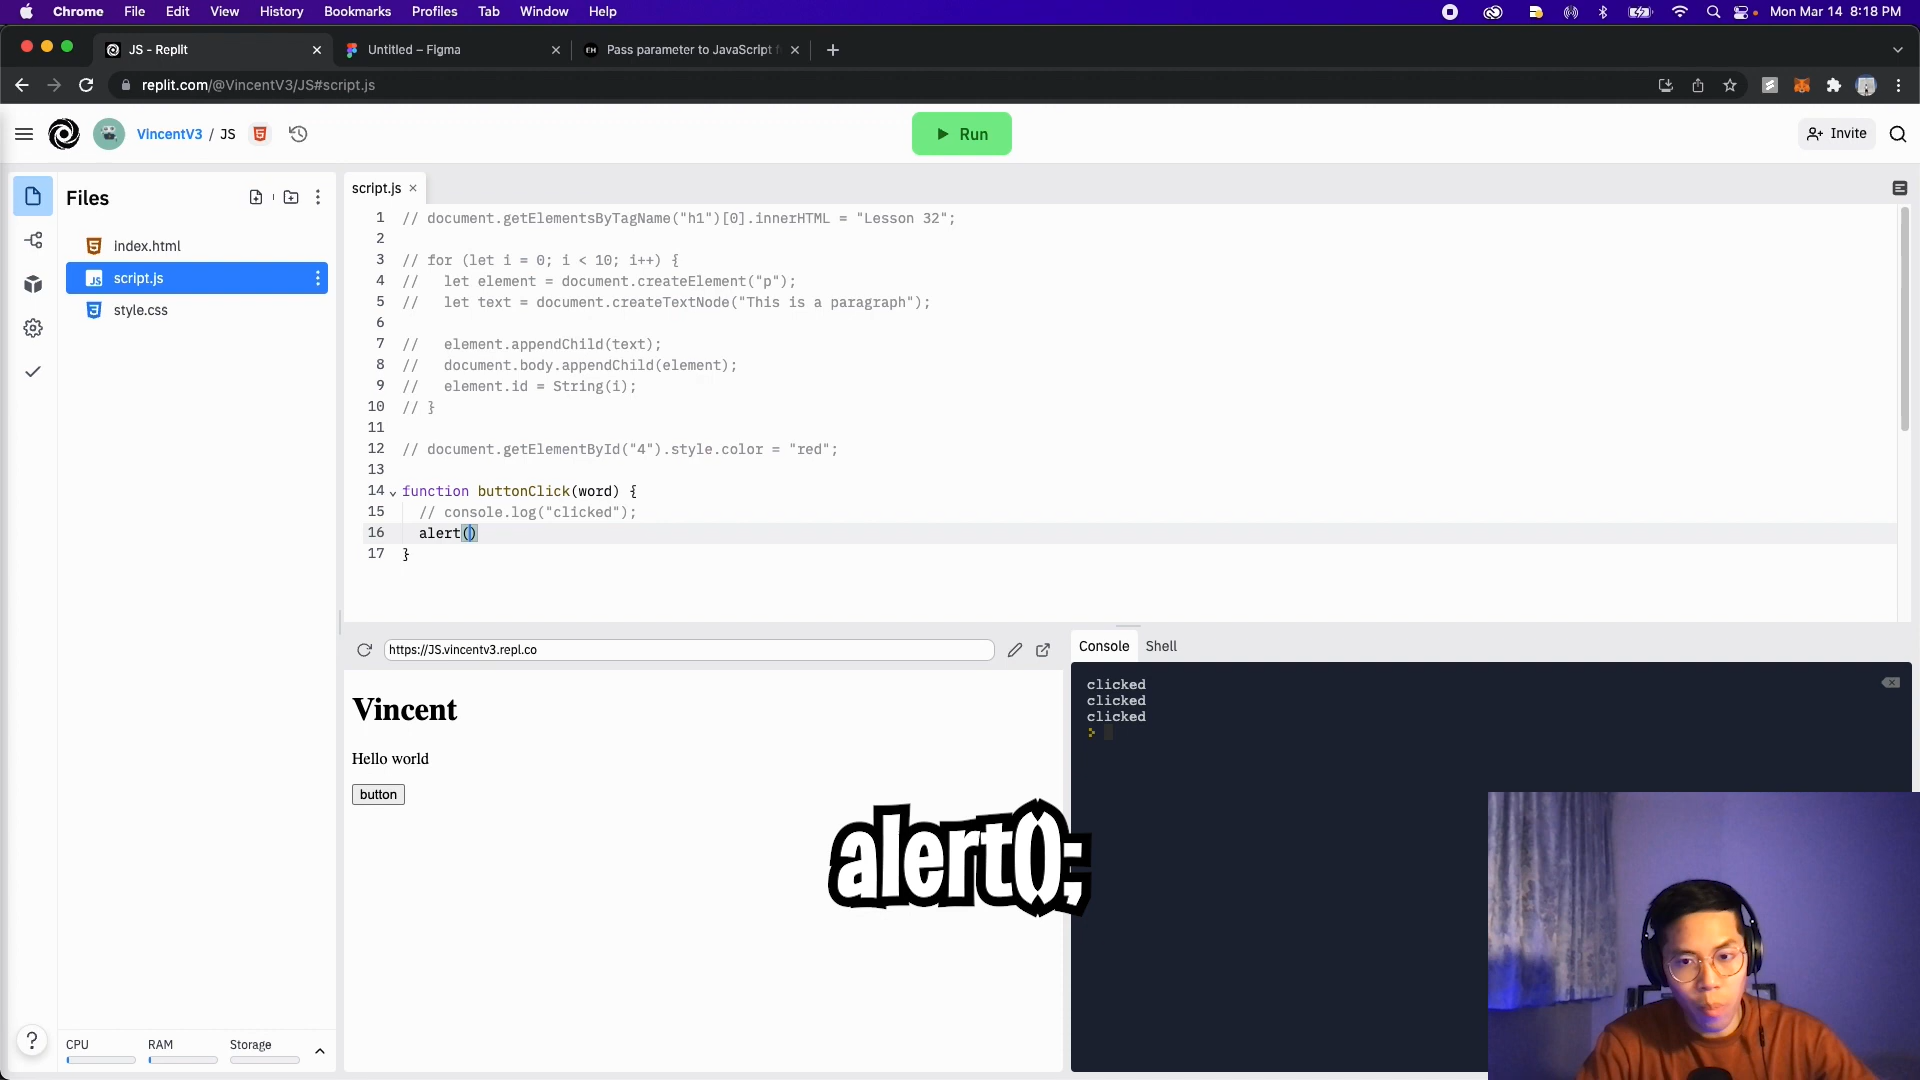 Chrome File Edit View History Bookmarks Profiles Tab Window Help Mon Mar 14 8:18 PM
JS - Replit
Untitled – Figma
Pass parameter to JavaScript f
replit.com/@VincentV3/JS#script.js
VincentV3 / JS
Run
Invite
Files
script.js
index.html
script.js
style.css
1 // document.getElementsByTagName("h1")[0].innerHTML = "Lesson 32";
2
3 // for (let i = 0; i < 10; i++) {
4 //   let element = document.createElement("p");
5 //   let text = document.createTextNode("This is a paragraph");
6
7 //   element.appendChild(text);
8 //   document.body.appendChild(element);
9 //   element.id = String(i);
10 // }
11
12 // document.getElementById("4").style.color = "red";
13
14 function buttonClick(word) {
15   // console.log("clicked");
16   alert()
17 }
https://JS.vincentv3.repl.co
Console Shell
Vincent
Hello world
button
clicked
clicked
clicked
alert();
CPU RAM Storage